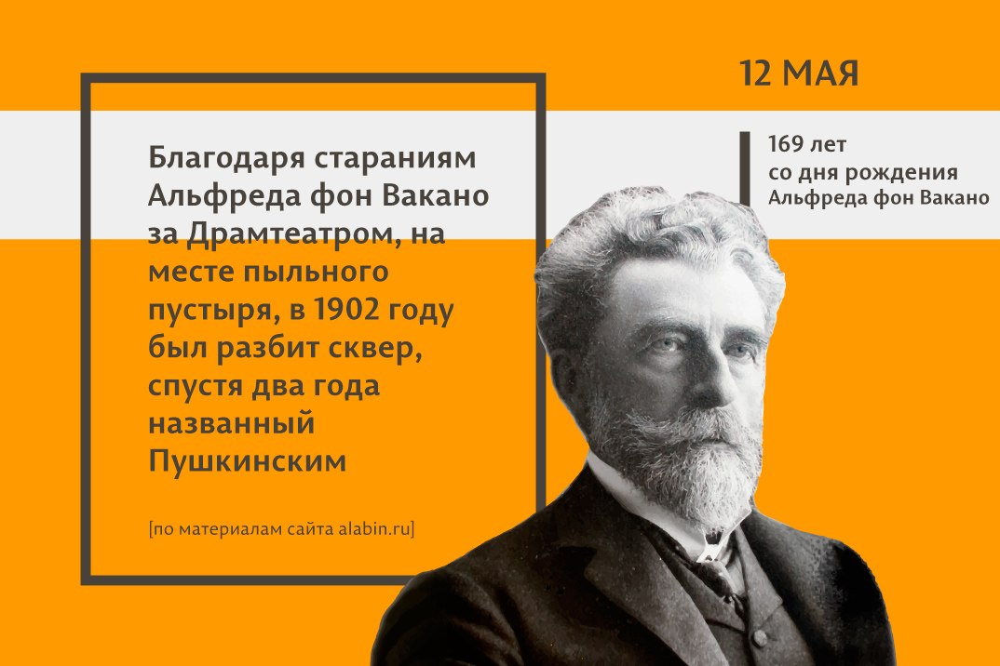 12 МАЯ
169 лет
со дня рождения
Альфреда фон Вакано
Благодаря стараниям
Альфреда фон Вакано
за Драмтеатром, на
месте пыльного
пустыря, в 1902 году
был разбит сквер,
спустя два года
названный
Пушкинским
[по материалам сайта alabin.ru]